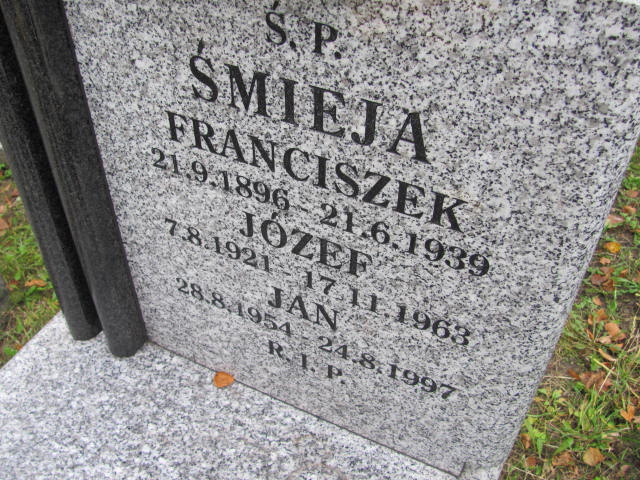 Ś. P.
ŚMIEJA
FRANCISZEK
21.9.1896 - 21.6.1939
JÓZEF
7.8.1921 - 17.11.1963
JAN
28.8.1954 - 24.8.1997
R. I. P.